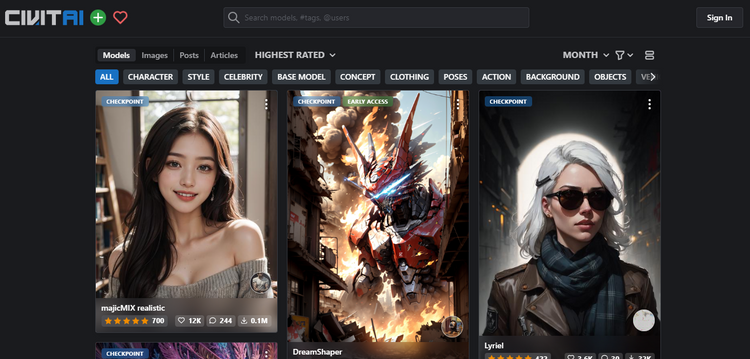 CIVITAI
Search models, #tags, @users
Sign In
Models Images Posts Articles HIGHEST RATED MONTH
ALL CHARACTER STYLE CELEBRITY BASE MODEL CONCEPT CLOTHING POSES ACTION BACKGROUND OBJECTS
CHECKPOINT
majicMIX realistic
700 12K 244 0.1M
CHECKPOINT
CHECKPOINT EARLY ACCESS
DreamShaper
CHECKPOINT
Lyriel